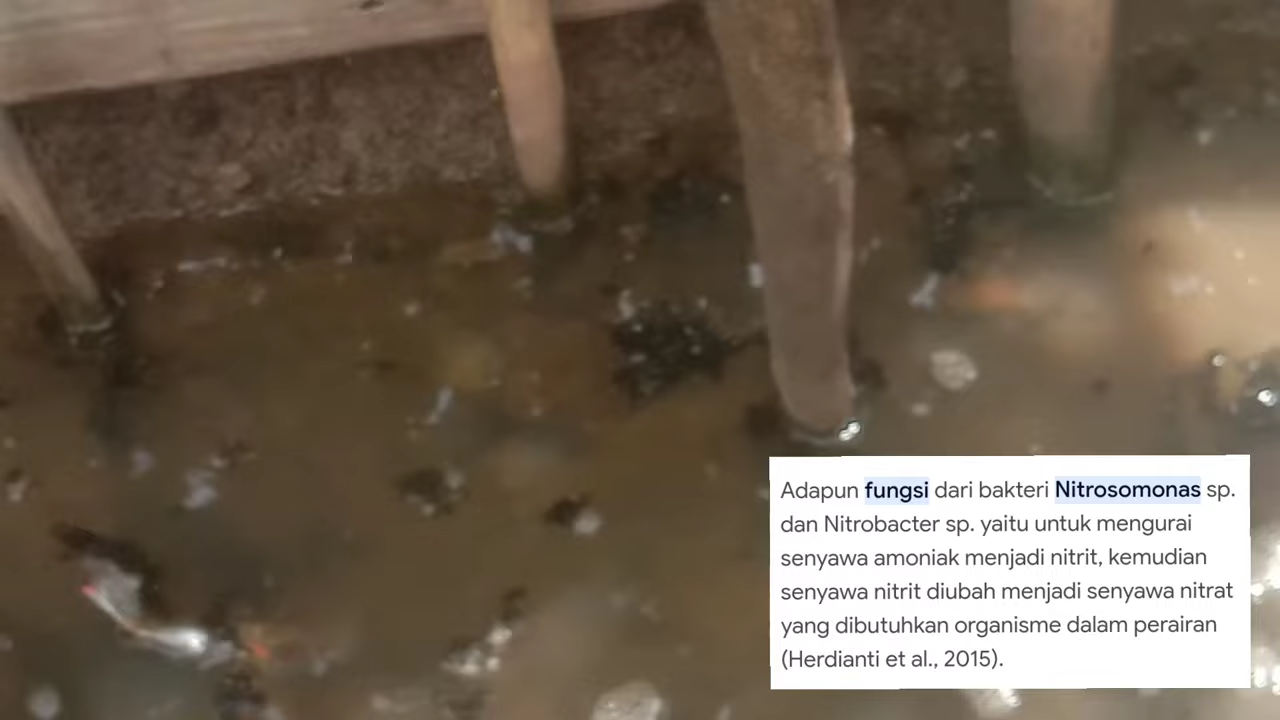 Adapun fungsi dari bakteri Nitrosomonas sp.
dan Nitrobacter sp. yaitu untuk mengurai
senyawa amoniak menjadi nitrit, kemudian
senyawa nitrit diubah menjadi senyawa nitrat
yang dibutuhkan organisme dalam perairan
(Herdianti et al., 2015).